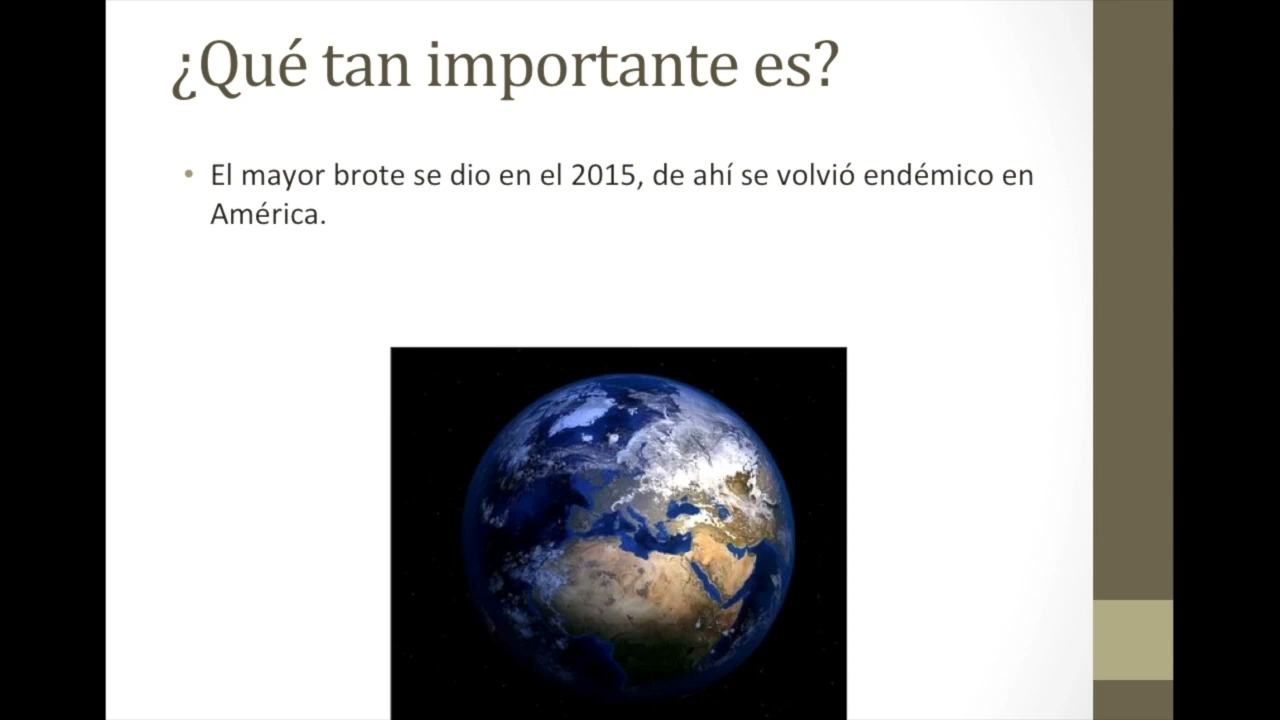 ¿Qué tan importante es?
• El mayor brote se dio en el 2015, de ahí se volvió endémico en
América.